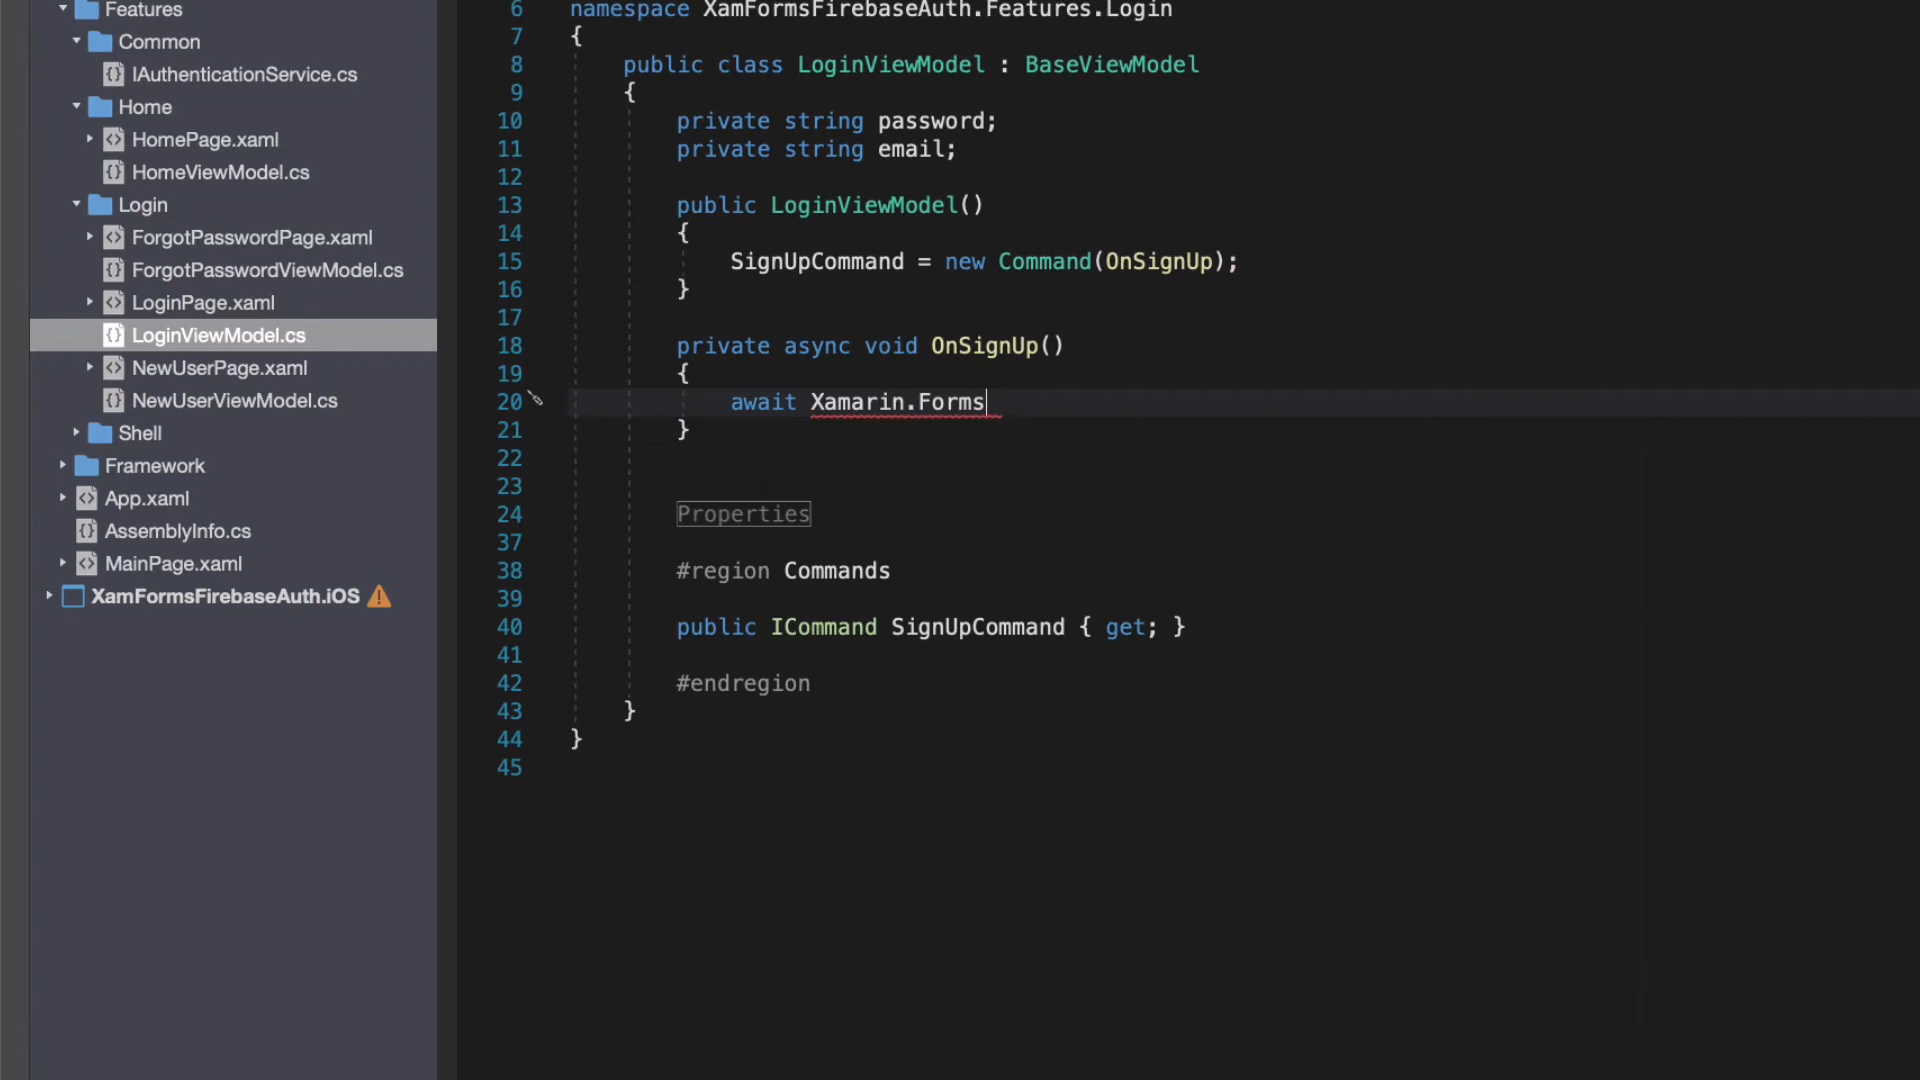 Features
Common
IAuthenticationService.cs
Home
HomePage.xaml
HomeViewModel.cs
Login
ForgotPasswordPage.xaml
ForgotPasswordViewModel.cs
LoginPage.xaml
LoginViewModel.cs
NewUserPage.xaml
NewUserViewModel.cs
Shell
Framework
App.xaml
AssemblyInfo.cs
MainPage.xaml
XamFormsFirebaseAuth.iOS
6 namespace XamFormsFirebaseAuth.Features.Login
7 {
8 public class LoginViewModel : BaseViewModel
9 {
10 private string password;
11 private string email;
12
13 public LoginViewModel()
14 {
15 SignUpCommand = new Command(OnSignUp);
16 }
17
18 private async void OnSignUp()
19 {
20 await Xamarin.Forms
21 }
22
23
24 Properties
37
38 #region Commands
39
40 public ICommand SignUpCommand { get; }
41
42 #endregion
43 }
44 }
45